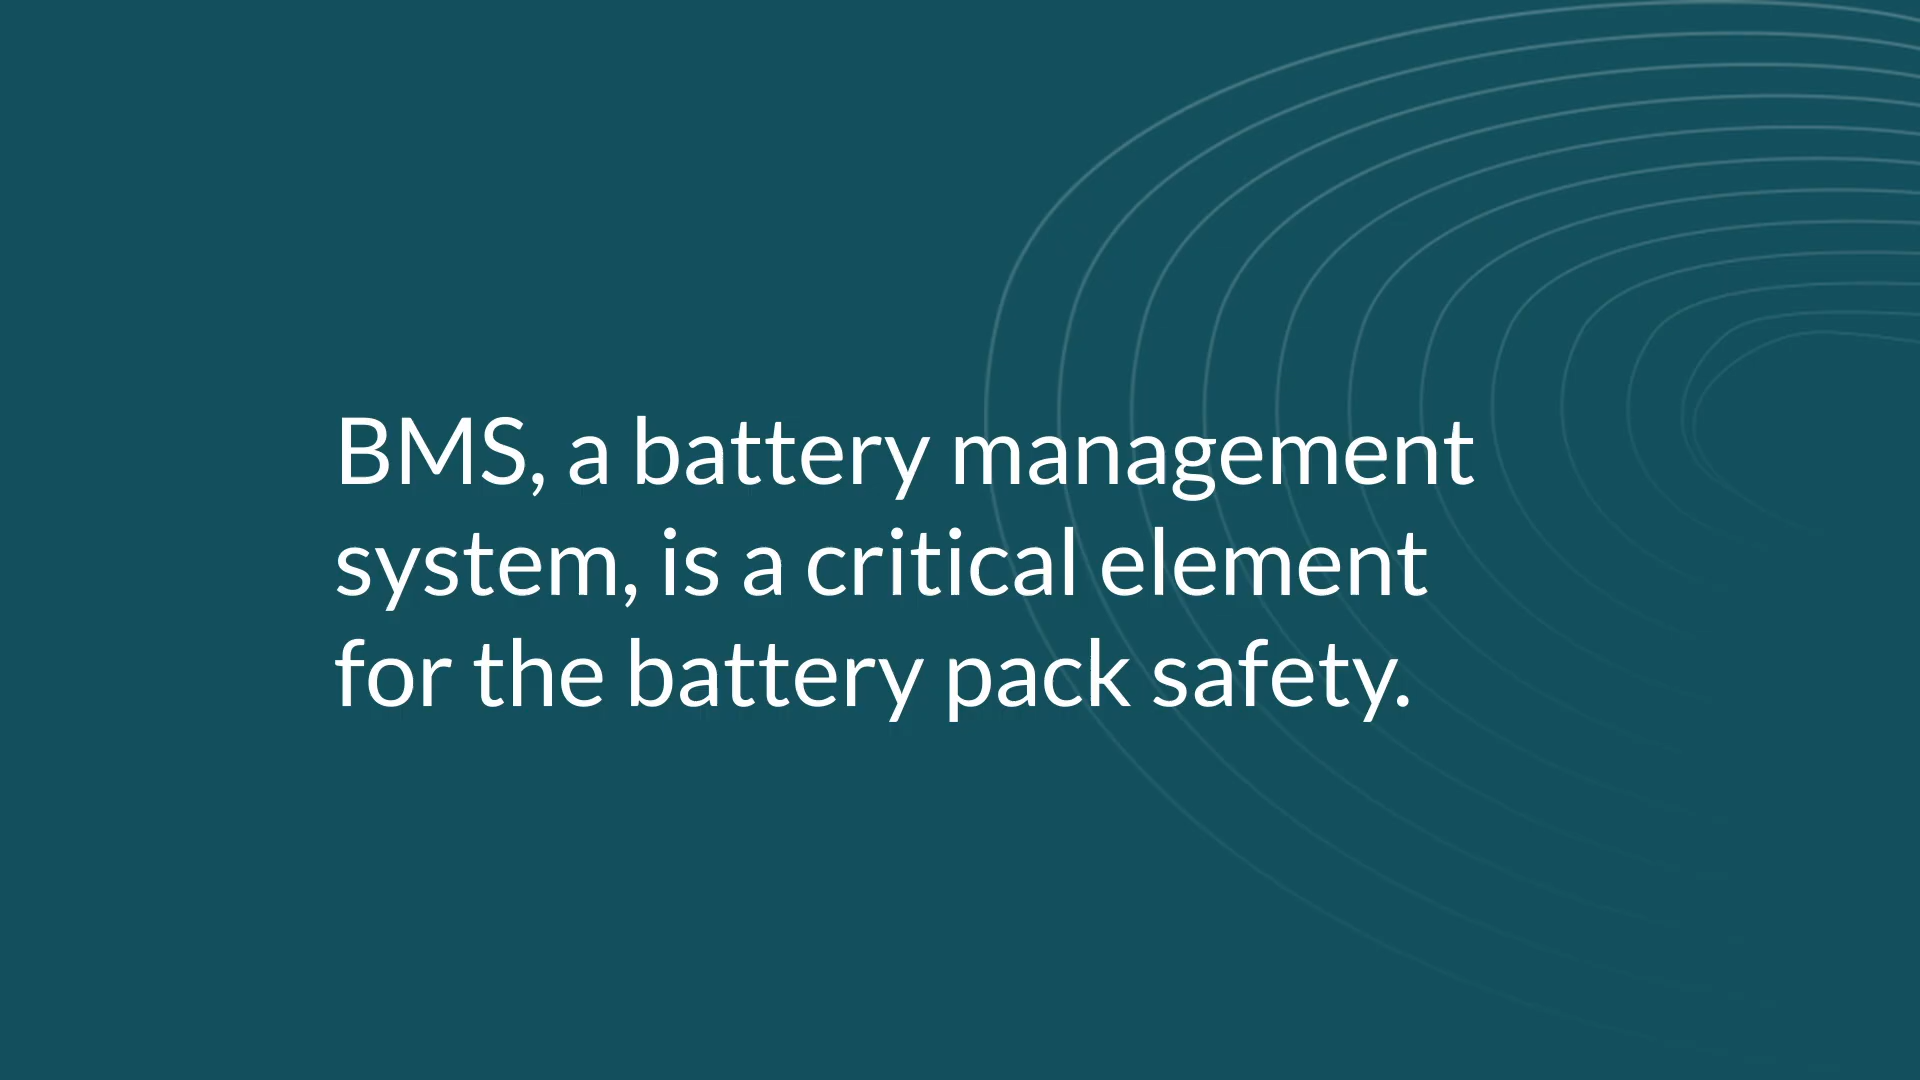 BMS, a battery management
system, is a critical element
for the battery pack safety.